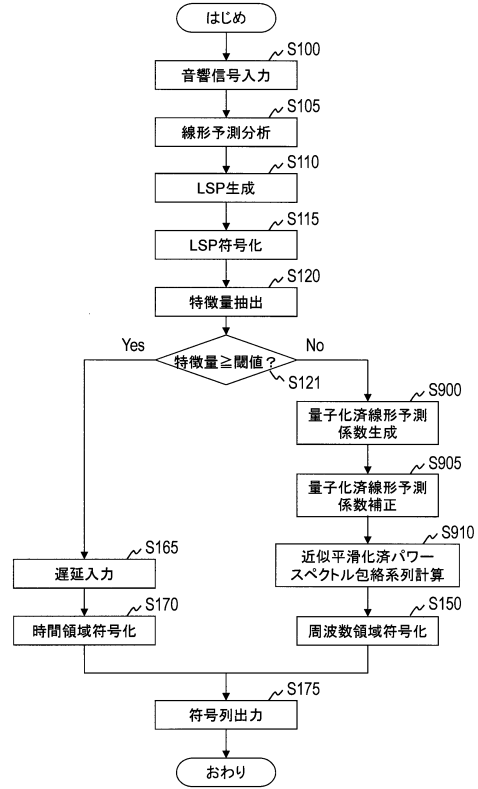 はじめ
S100
音響信号入力
S105
線形予測分析
S110
LSP生成
S115
LSP符号化
S120
特徴量抽出
Yes
No
特徴量≧閾値？
S121
S900
量子化済線形予測
係数生成
S905
量子化済線形予測
係数補正
S910
近似平滑化済パワー
スペクトル包絡系列計算
S165
遅延入力
S170
時間領域符号化
S150
周波数領域符号化
S175
符号列出力
おわり